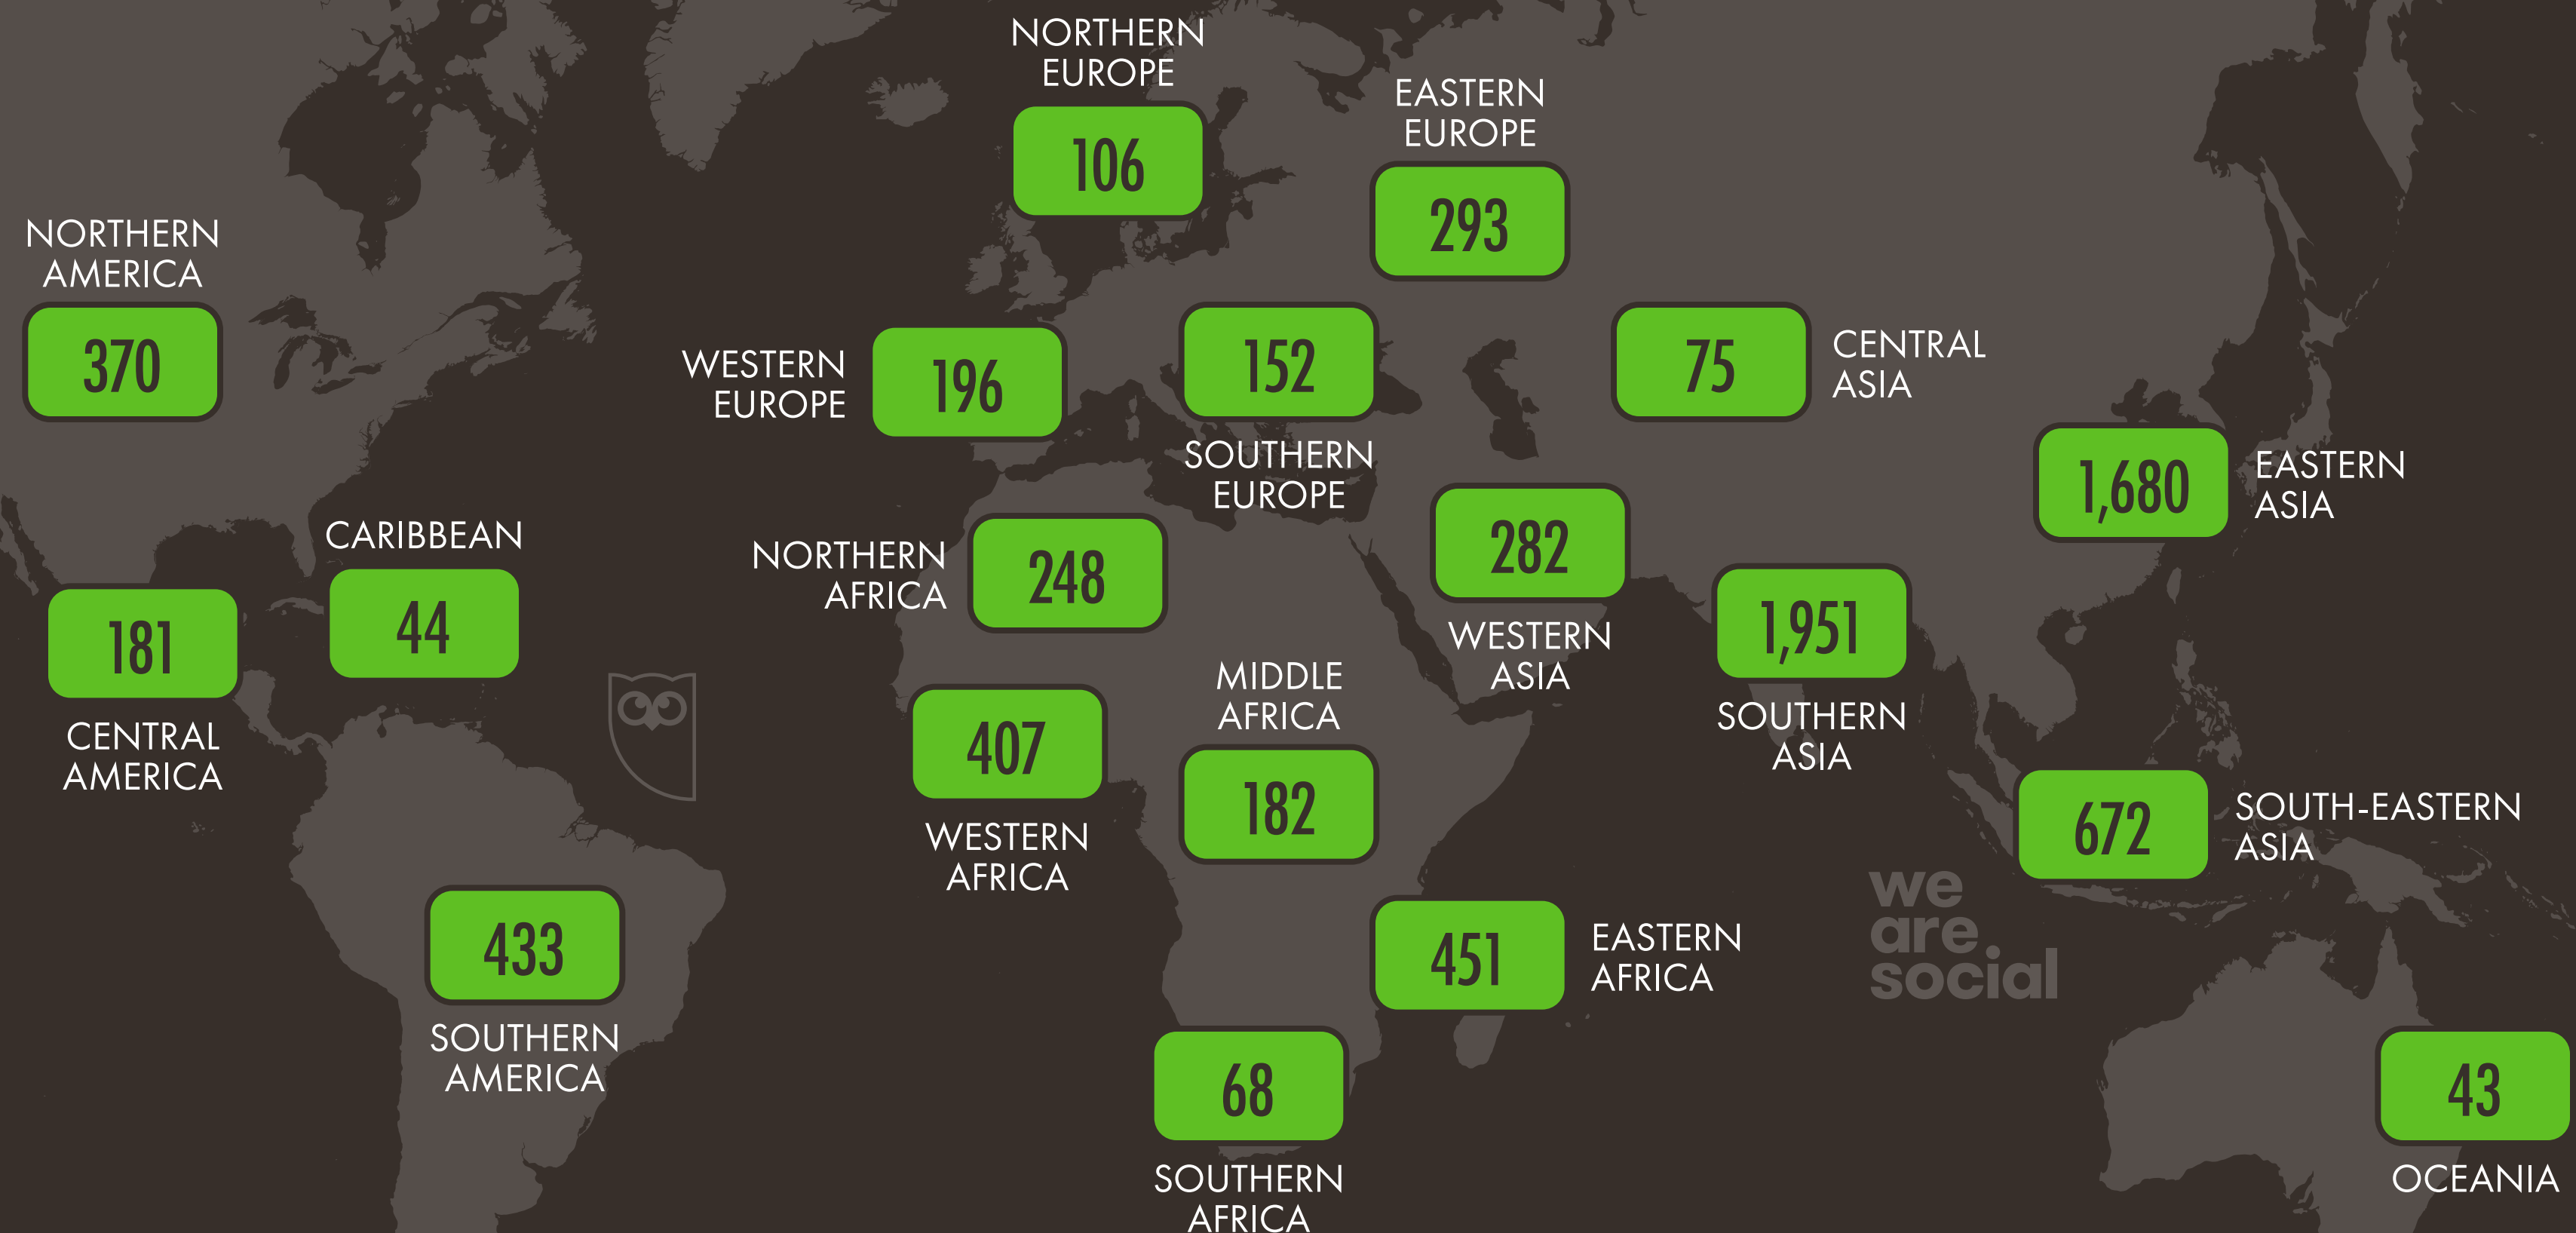 NORTHERN
EUROPE
106
EASTERN
EUROPE
293
NORTHERN
AMERICA
370
WESTERN
EUROPE
196
152
SOUTHERN
EUROPE
75
CENTRAL
ASIA
1,680
EASTERN
ASIA
CARIBBEAN
44
181
CENTRAL
AMERICA
NORTHERN
AFRICA
248
282
WESTERN
ASIA
1,951
SOUTHERN
ASIA
407
WESTERN
AFRICA
MIDDLE
AFRICA
182
672
SOUTH-EASTERN
ASIA
433
SOUTHERN
AMERICA
451
EASTERN
AFRICA
we
are
social
68
SOUTHERN
AFRICA
43
OCEANIA